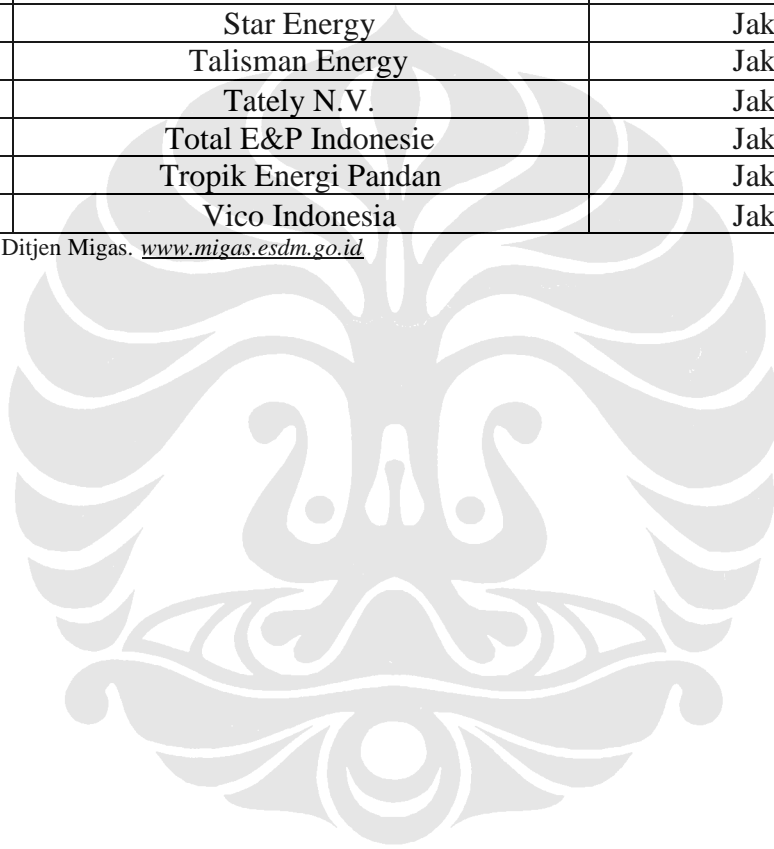 Star Energy Jak
Talisman Energy Jak
Tately N.V. Jak
Total E&P Indonesie Jak
Tropik Energi Pandan Jak
Vico Indonesia Jak
Ditjen Migas. www.migas.esdm.go.id